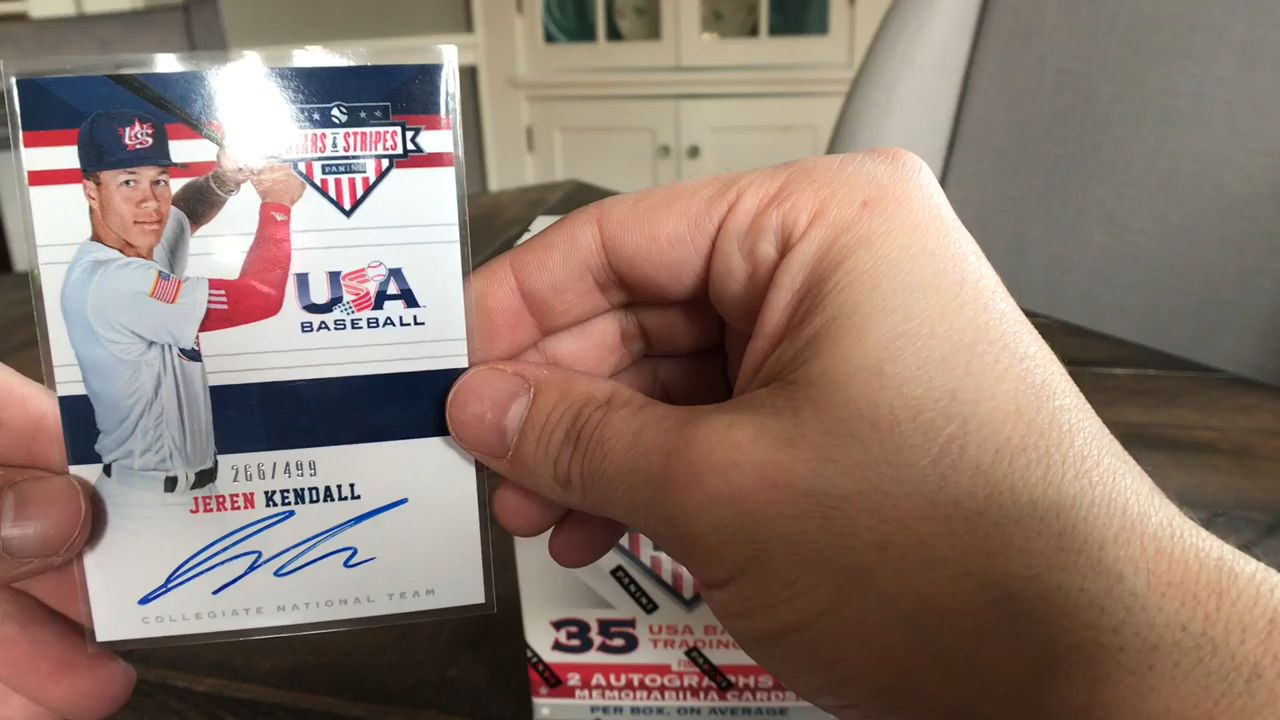 US
STARS & STRIPES
PANINI
USA
BASEBALL
266/499
JEREN KENDALL
COLLEGIATE NATIONAL TEAM
PANINI
35 USA
TRADING
2 AUTOGRAPHS
MEMORABILIA CARDS
PER BOX, ON AVERAGE